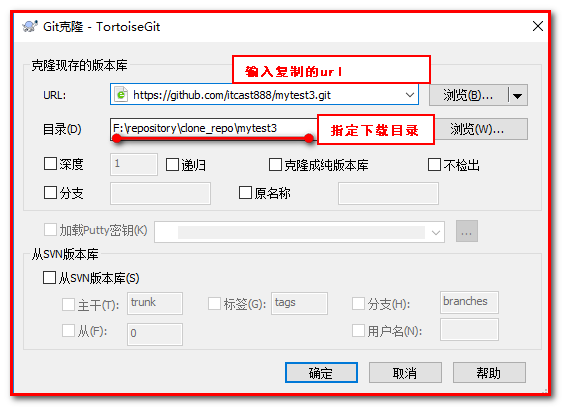 Git克隆 - TortoiseGit
克隆现存的版本库
输入复制的url
URL: https://github.com/itcast888/mytest3.git 浏览(B)...
目录(D) F:\repository\clone_repo\mytest3 指定下载目录 浏览(W)...
深度 1 递归 克隆成纯版本库 不检出
分支 原名称
加载Putty密钥(K) ...
从SVN版本库
从SVN版本库(S)
主干(T): trunk 标签(G): tags 分支(H): branches
从(F): 0 用户名(N):
确定 取消 帮助